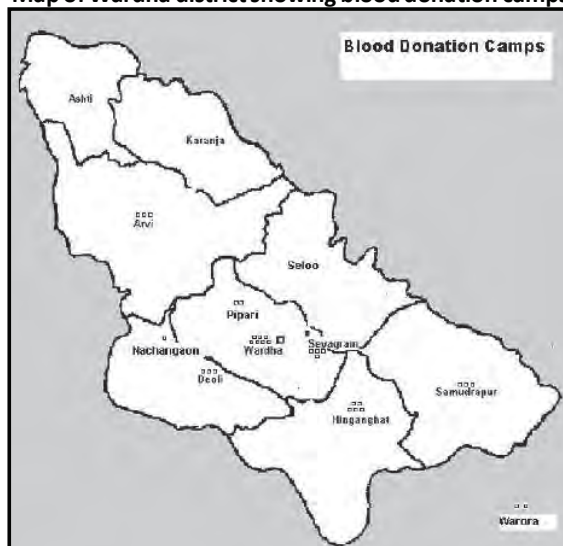 Map of Wardha district showing blood donation camps
Blood Donation Camps
Ashti
Karanja
Arvi
Seloo
Pipari
Nachangaon
Wardha
Sevagram
Deoli
Samudrapur
Hinganghat
Warora